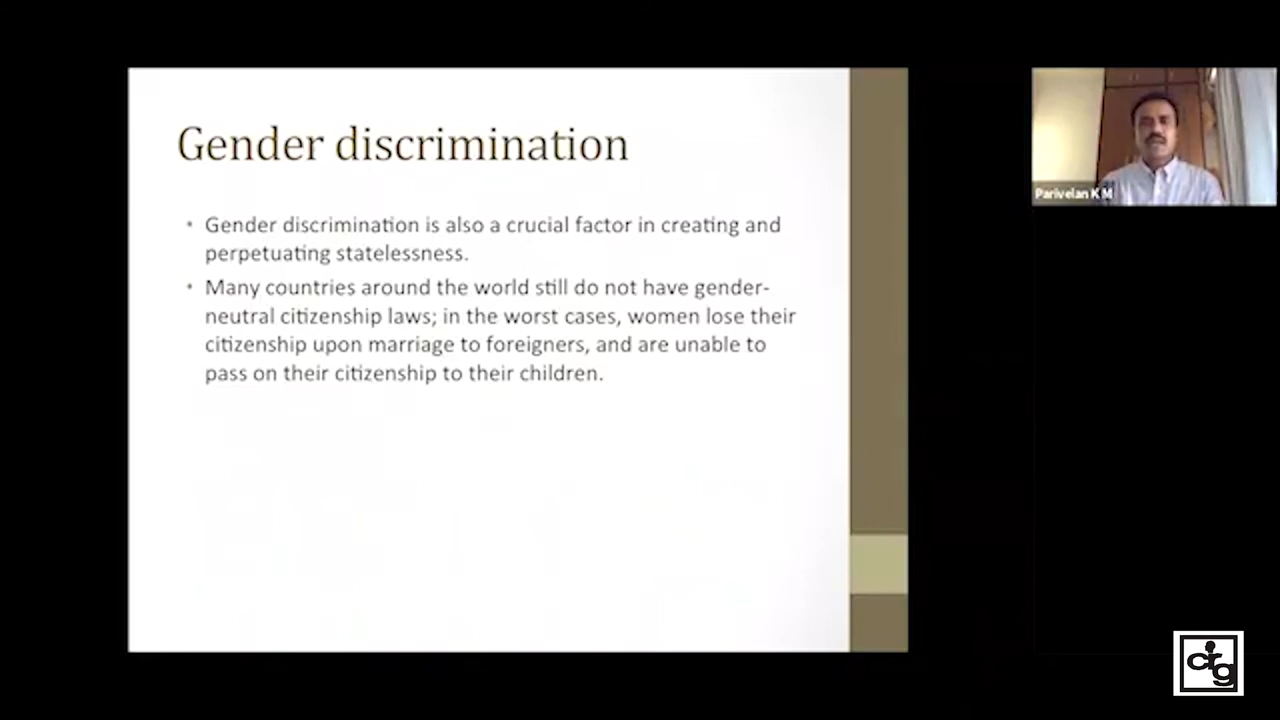 Gender discrimination
• Gender discrimination is also a crucial factor in creating and
perpetuating statelessness.
• Many countries around the world still do not have gender-
neutral citizenship laws; in the worst cases, women lose their
citizenship upon marriage to foreigners, and are unable to
pass on their citizenship to their children.
Parivelan K M
crg